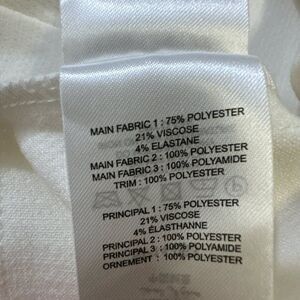 MAIN FABRIC 1 : 75% POLYESTER
21% VISCOSE
4% ELASTANE
MAIN FABRIC 2 : 100% POLYESTER
MAIN FABRIC 3 : 100% POLYAMIDE
TRIM : 100% POLYESTER
PRINCIPAL 1 : 75% POLYESTER
21% VISCOSE
4% ÉLASTHANNE
PRINCIPAL 2 : 100% POLYESTER
PRINCIPAL 3 : 100% POLYAMIDE
ORNEMENT : 100% POLYESTER